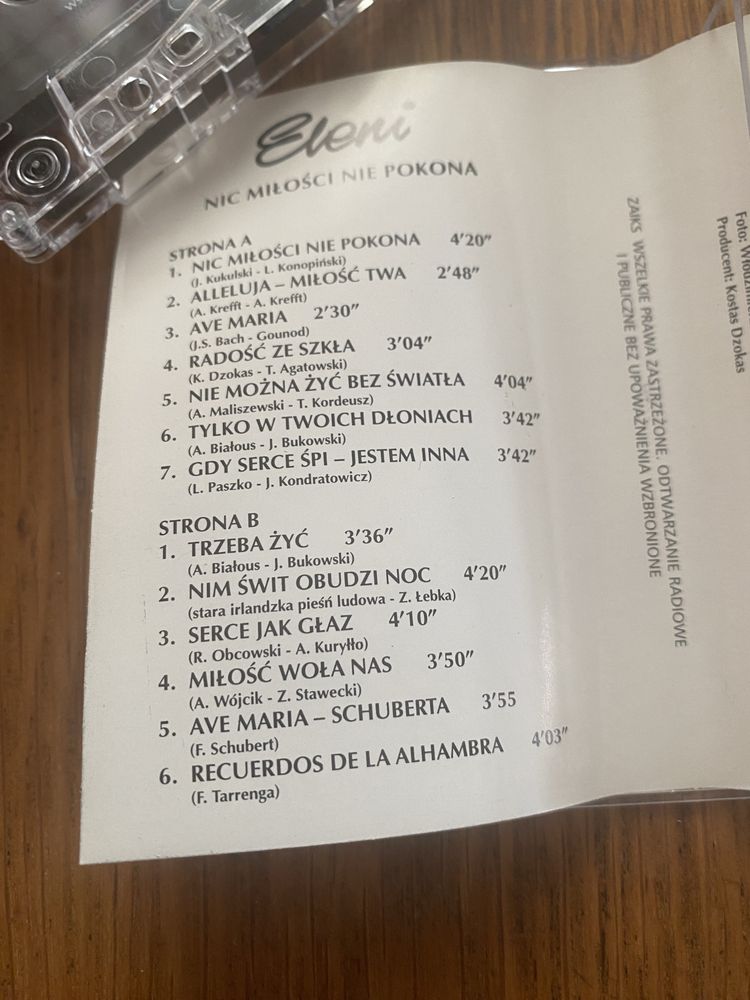 Eleni
NIC MIŁOŚCI NIE POKONA
STRONA A
1. NIC MIŁOŚCI NIE POKONA 4'20"
(J. Kukulski - L. Konopiński)
2. ALLELUJA – MIŁOŚĆ TWA 2'48"
(A. Krefft - A. Krefft)
3. AVE MARIA 2'30"
(J.S. Bach - Gounod)
4. RADOŚĆ ZE SZKŁA 3'04"
(K. Dzokas - T. Agatowski)
5. NIE MOŻNA ŻYĆ BEZ ŚWIATŁA 4'04"
(A. Maliszewski - T. Kordeusz)
6. TYLKO W TWOICH DŁONIACH 3'42"
(A. Białous - J. Bukowski)
7. GDY SERCE ŚPI – JESTEM INNA 3'42"
(L. Paszko - J. Kondratowicz)
STRONA B
1. TRZEBA ŻYĆ 3'36"
(A. Białous - J. Bukowski)
2. NIM ŚWIT OBUDZI NOC 4'20"
(stara irlandzka pieśń ludowa - Z. Łebka)
3. SERCE JAK GŁAZ 4'10"
(R. Obcowski - A. Kuryłło)
4. MIŁOŚĆ WOŁA NAS 3'50"
(A. Wójcik - Z. Stawecki)
5. AVE MARIA – SCHUBERTA 3'55
(F. Schubert)
6. RECUERDOS DE LA ALHAMBRA 4'03"
(F. Tarrenga)
ZAIKS WSZELKIE PRAWA ZASTRZEŻONE. ODTWARZANIE RADIOWE
I PUBLICZNE BEZ UPOWAŻNIENIA WZBRONIONE
Foto:
Producent: Kostas Dzokas